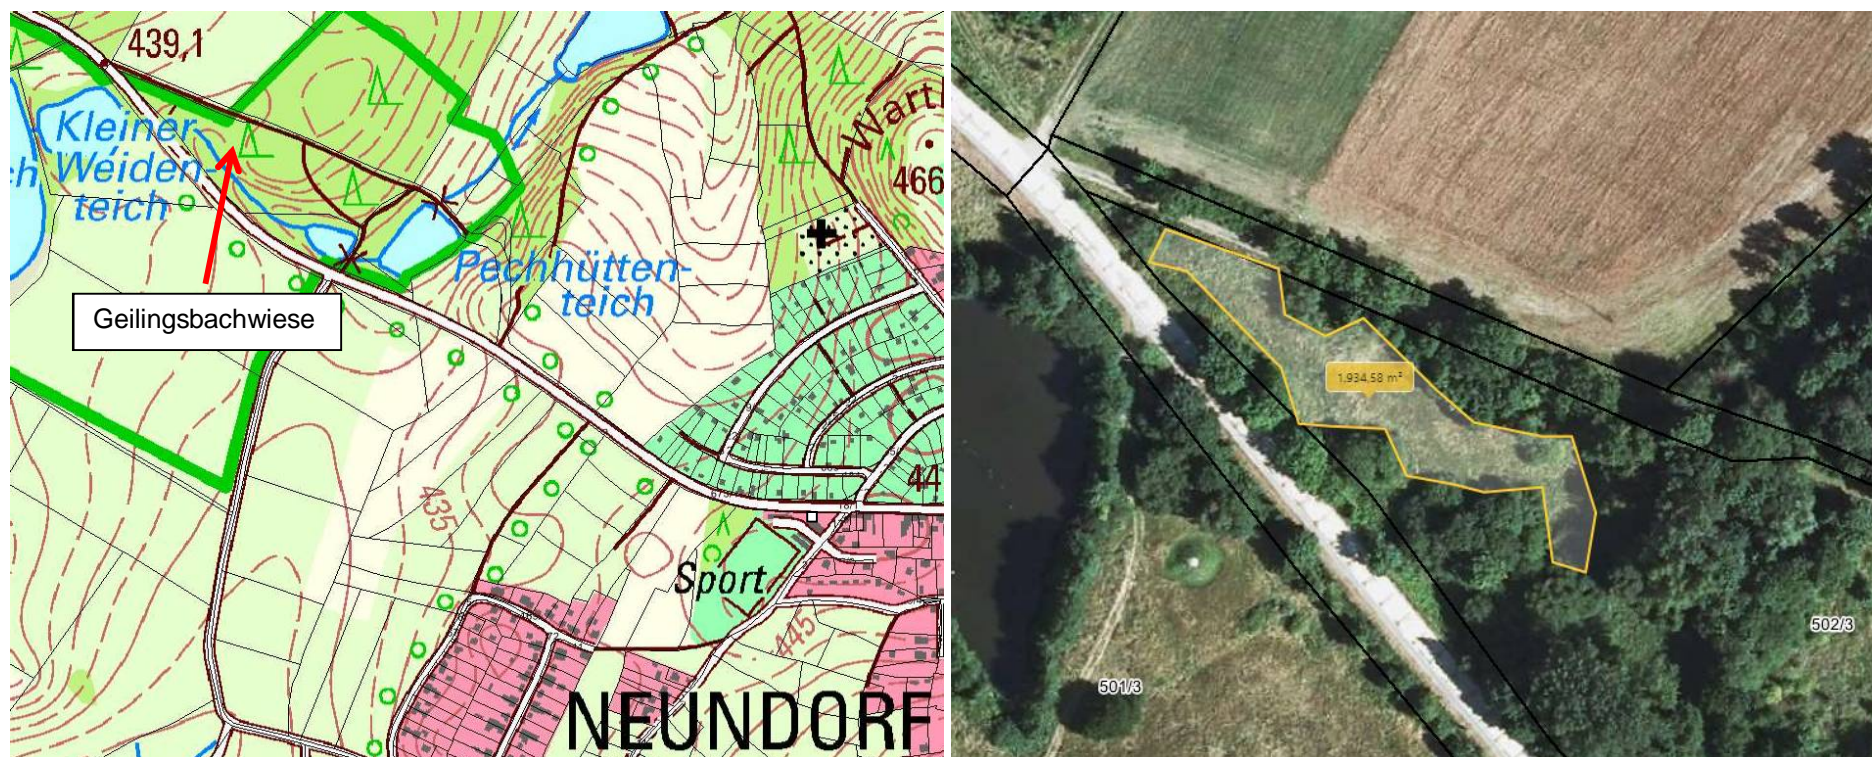 439,1
Kleiner
Weiden-
teich
h
Wart.
466
Pechhütten-
teich
Geilingsbachwiese
435
44
Sport.
445
NEUNDORF
1.934,58 m²
502/3
501/3